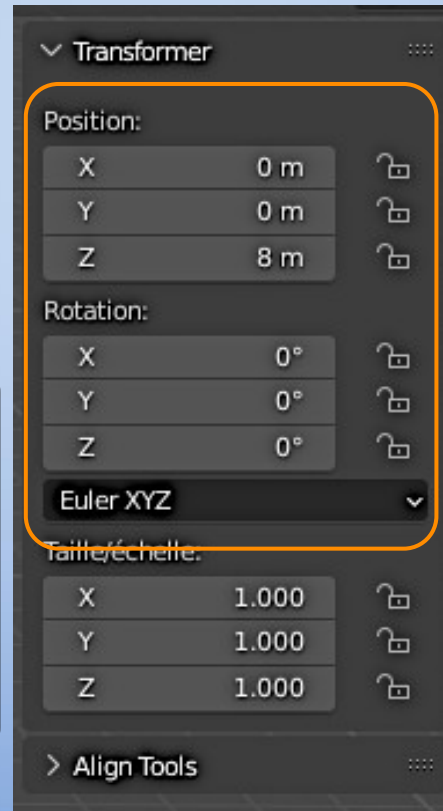 Transformer
Position:
X 0 m
Y 0 m
Z 8 m
Rotation:
X 0°
Y 0°
Z 0°
Euler XYZ
Taille/échelle:
X 1.000
Y 1.000
Z 1.000
Align Tools